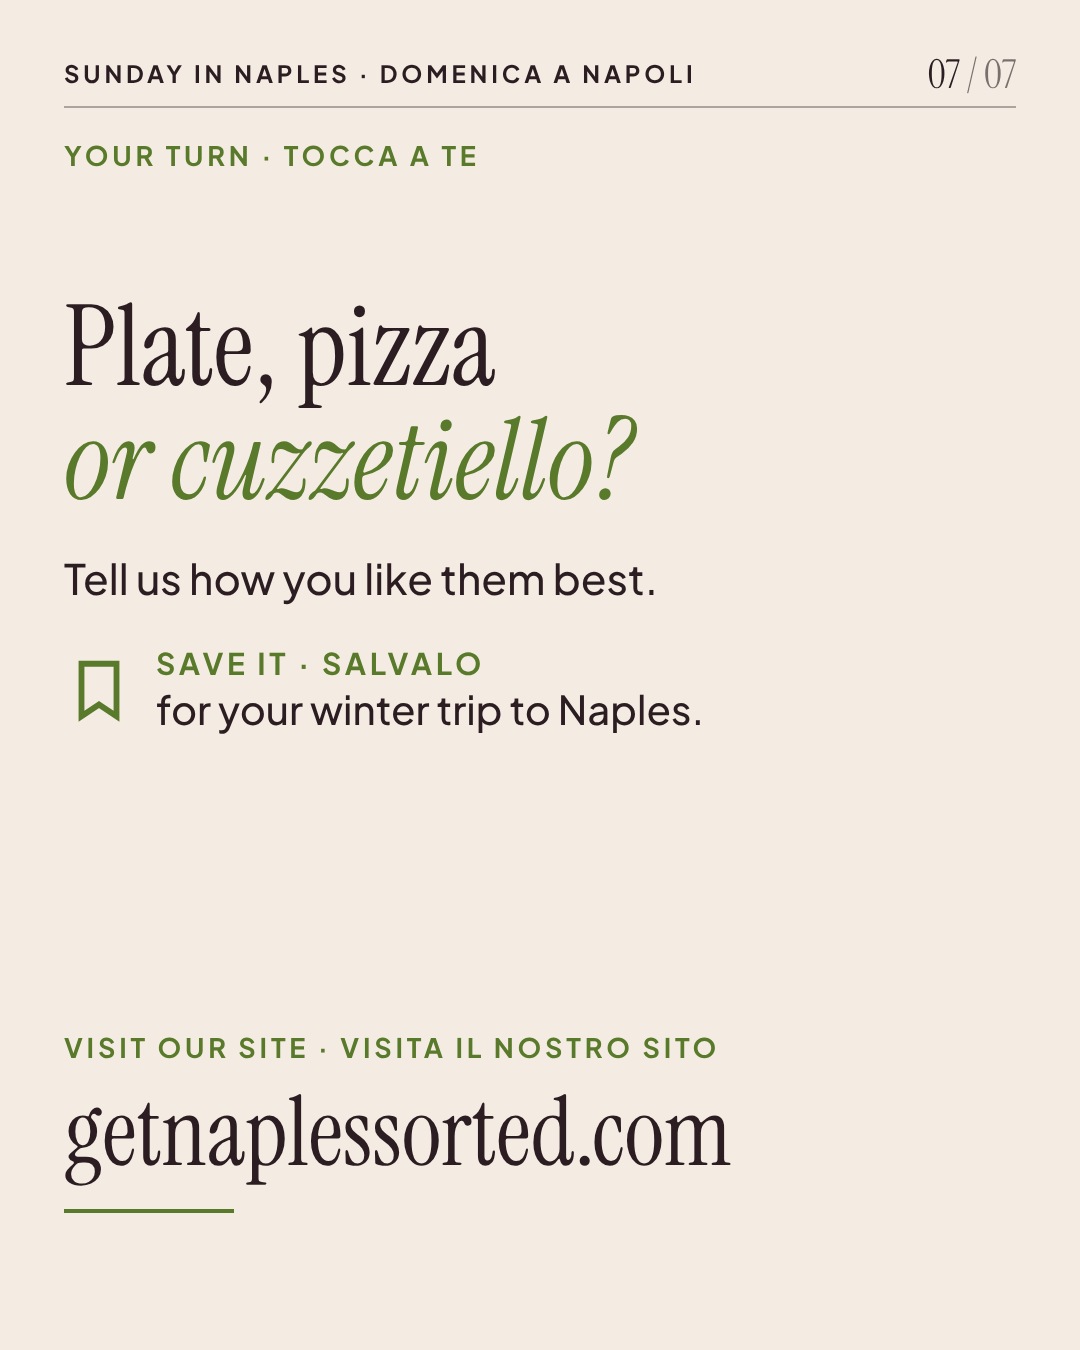 SUNDAY IN NAPLES · DOMENICA A NAPOLI
07 / 07
YOUR TURN · TOCCA A TE
Plate, pizza
or cuzzetiello?
Tell us how you like them best.
SAVE IT · SALVALO
for your winter trip to Naples.
VISIT OUR SITE · VISITA IL NOSTRO SITO
getnaplessorted.com